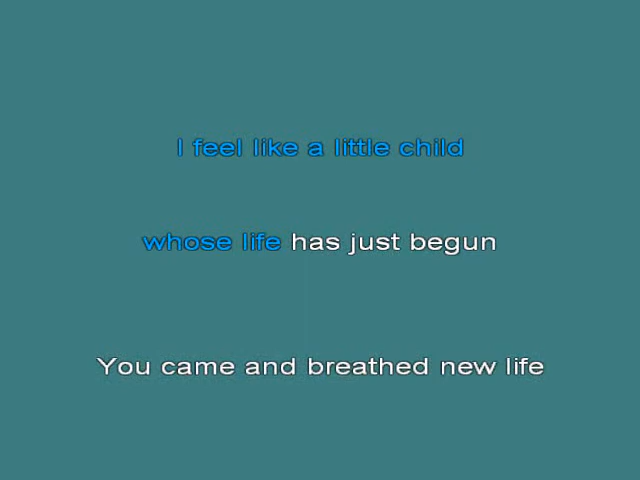 I feel like a little child
whose life has just begun
You came and breathed new life